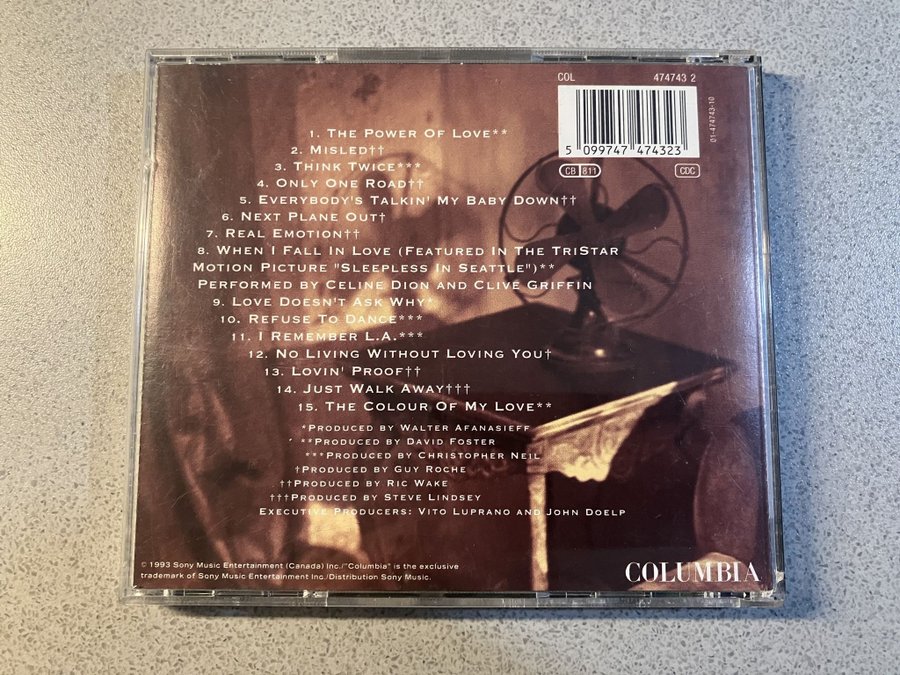 COL 474743 2
5 099747 474323
01-474743-10
CB 811
CDC
1. The Power Of Love**
2. Misled††
3. Think Twice***
4. Only One Road††
5. Everybody's Talkin' My Baby Down††
6. Next Plane Out†
7. Real Emotion††
8. When I Fall In Love (Featured In The TriStar
Motion Picture "Sleepless In Seattle")**
Performed by Celine Dion and Clive Griffin
9. Love Doesn't Ask Why*
10. Refuse To Dance***
11. I Remember L.A.***
12. No Living Without Loving You†
13. Lovin' Proof††
14. Just Walk Away†††
15. The Colour Of My Love**
*Produced by Walter Afanasieff
**Produced by David Foster
***Produced by Christopher Neil
†Produced by Guy Roche
††Produced by Ric Wake
†††Produced by Steve Lindsey
Executive Producers: Vito Luprano and John Doelp
© 1993 Sony Music Entertainment (Canada) Inc./"Columbia" is the exclusive
trademark of Sony Music Entertainment Inc./Distribution Sony Music.
COLUMBIA